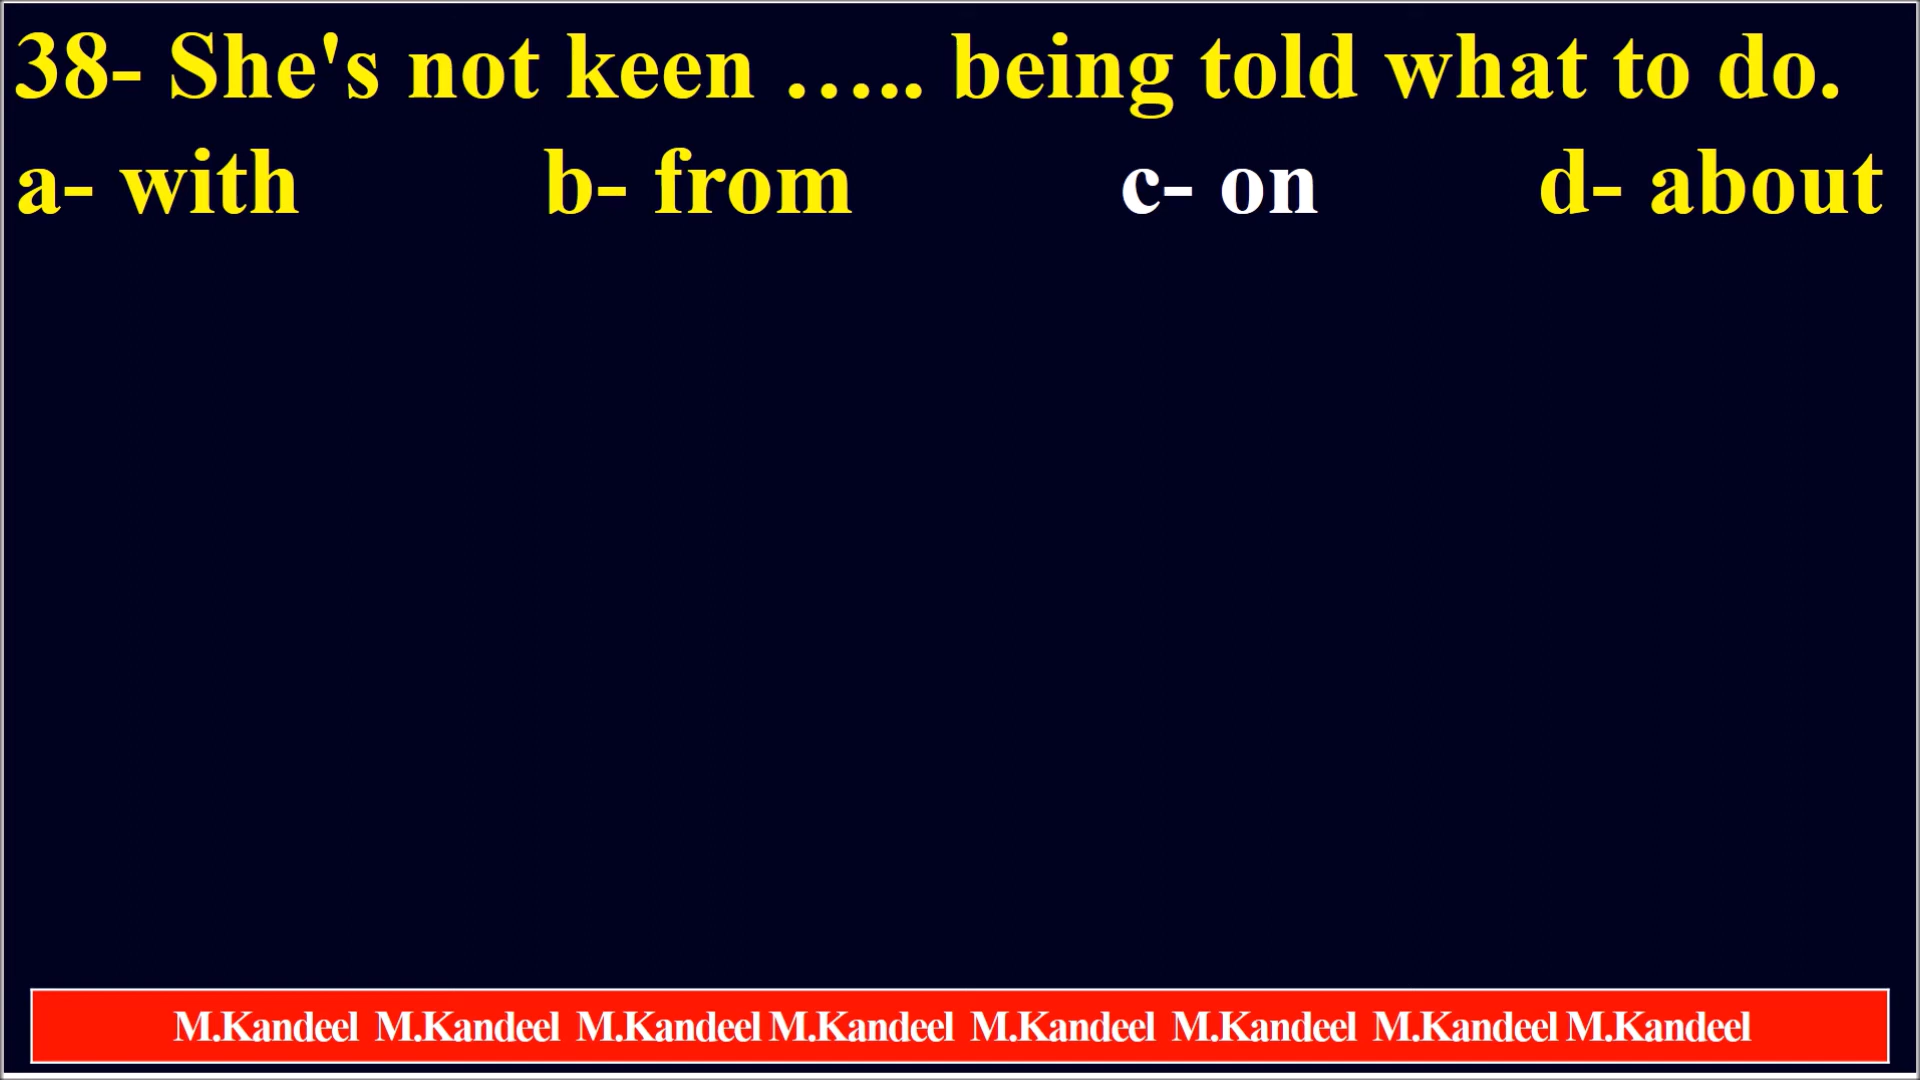 38- She's not keen ….. being told what to do.
a- with b- from c- on d- about
M.Kandeel M.Kandeel M.Kandeel M.Kandeel M.Kandeel M.Kandeel M.Kandeel M.Kandeel